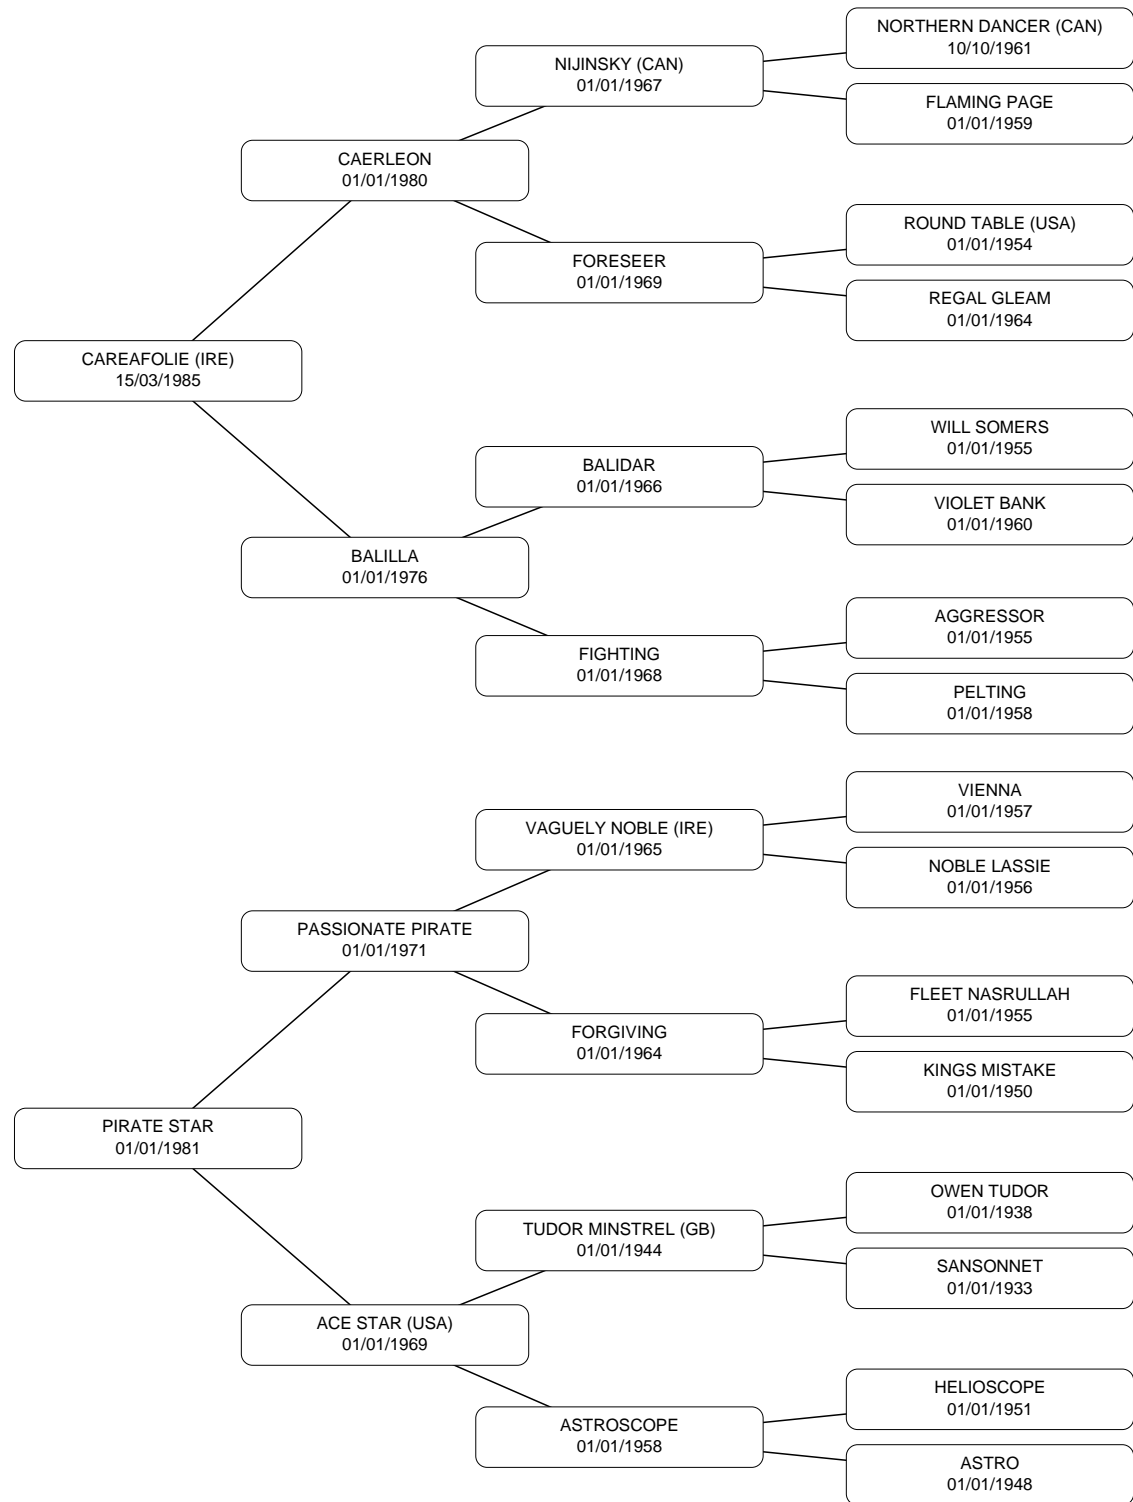 NORTHERN DANCER (CAN)
10/10/1961
NIJINSKY (CAN)
01/01/1967
FLAMING PAGE
01/01/1959
CAERLEON
01/01/1980
ROUND TABLE (USA)
01/01/1954
FORESEER
01/01/1969
REGAL GLEAM
01/01/1964
CAREAFOLIE (IRE)
15/03/1985
WILL SOMERS
01/01/1955
BALIDAR
01/01/1966
VIOLET BANK
01/01/1960
BALILLA
01/01/1976
AGGRESSOR
01/01/1955
FIGHTING
01/01/1968
PELTING
01/01/1958
VIENNA
01/01/1957
VAGUELY NOBLE (IRE)
01/01/1965
NOBLE LASSIE
01/01/1956
PASSIONATE PIRATE
01/01/1971
FLEET NASRULLAH
01/01/1955
FORGIVING
01/01/1964
KINGS MISTAKE
01/01/1950
PIRATE STAR
01/01/1981
OWEN TUDOR
01/01/1938
TUDOR MINSTREL (GB)
01/01/1944
SANSONNET
01/01/1933
ACE STAR (USA)
01/01/1969
HELIOSCOPE
01/01/1951
ASTROSCOPE
01/01/1958
ASTRO
01/01/1948